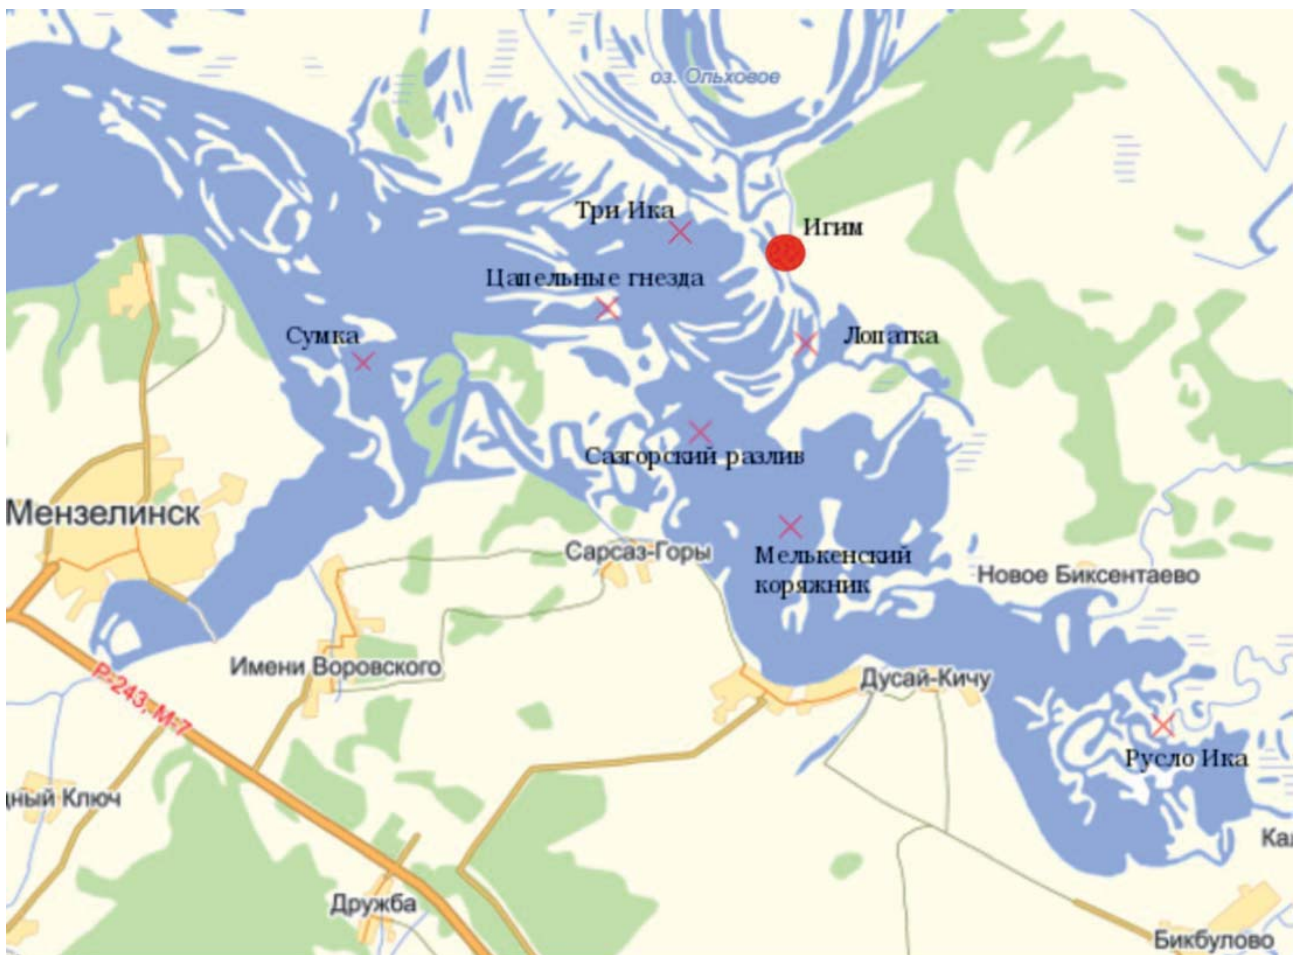 оз. Ольховое
Три Ика
Игим
Цапельные гнезда
Сумка
Лопатка
Сазгорский разлив
Мензелинск
Сарсаз-Горы
Мелькенский
коряжник
Новое Биксентаево
Имени Воровского
Дусай-Кичу
Р-243, М-7
Русло Ика
дный Ключ
Ка
Дружба
Бикбулово